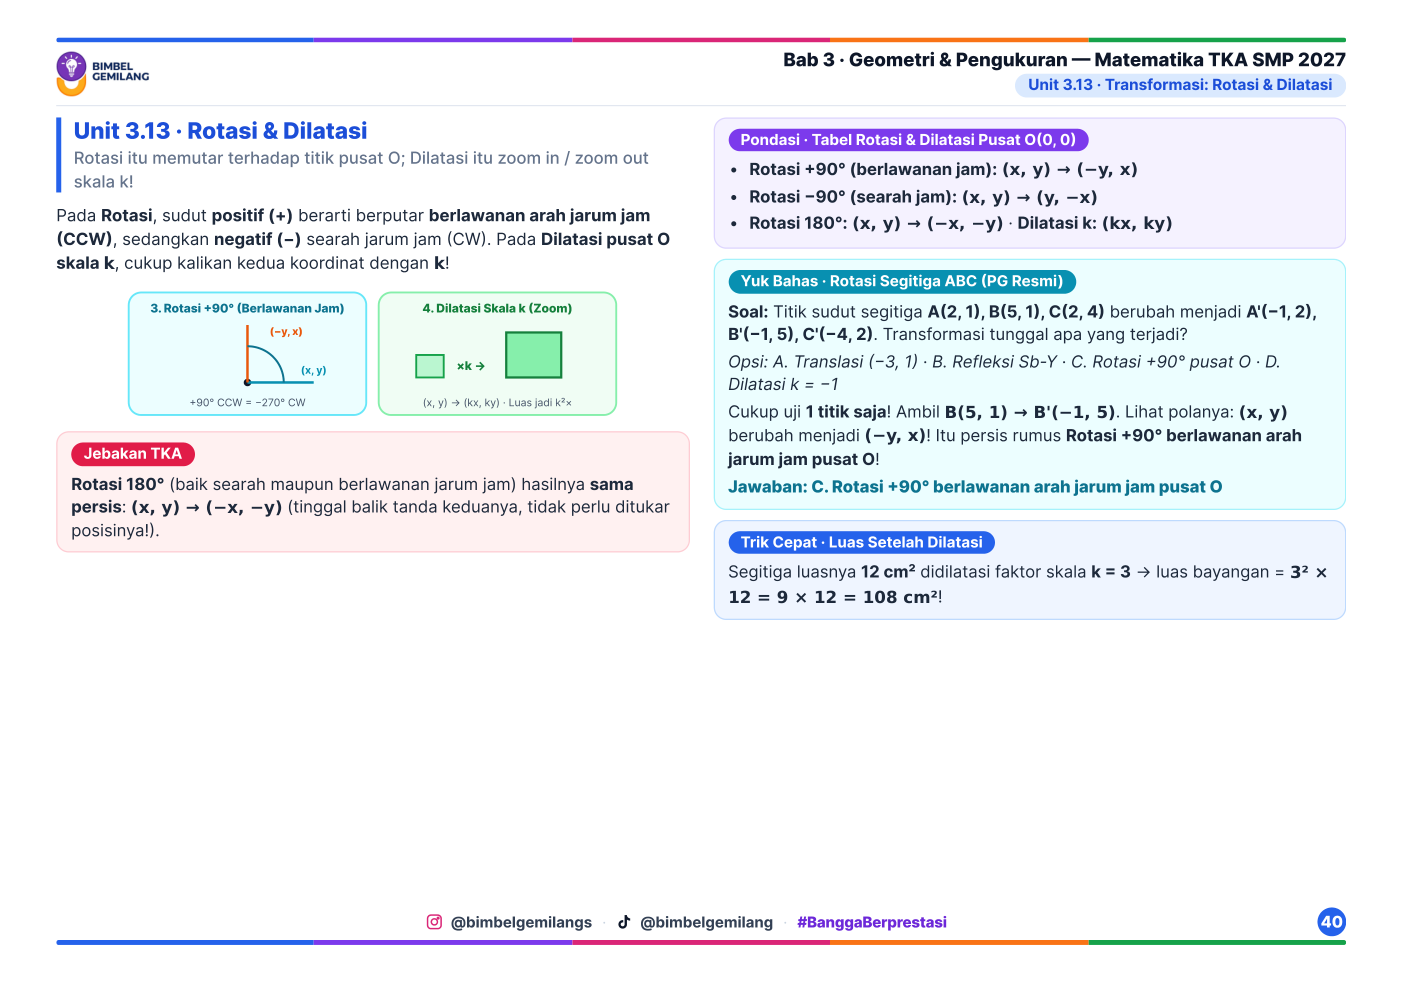 BIMBEL
GEMILANG
Bab 3 · Geometri & Pengukuran — Matematika TKA SMP 2027
Unit 3.13 · Transformasi: Rotasi & Dilatasi
Unit 3.13 · Rotasi & Dilatasi
Rotasi itu memutar terhadap titik pusat O; Dilatasi itu zoom in / zoom out
skala k!
Pada Rotasi, sudut positif (+) berarti berputar berlawanan arah jarum jam
(CCW), sedangkan negatif (−) searah jarum jam (CW). Pada Dilatasi pusat O
skala k, cukup kalikan kedua koordinat dengan k!
3. Rotasi +90° (Berlawanan Jam)
(−y, x)
(x, y)
+90° CCW = −270° CW
4. Dilatasi Skala k (Zoom)
×k →
(x, y) → (kx, ky) · Luas jadi k²×
Jebakan TKA
Rotasi 180° (baik searah maupun berlawanan jarum jam) hasilnya sama
persis: (x, y) → (−x, −y) (tinggal balik tanda keduanya, tidak perlu ditukar
posisinya!).
Pondasi · Tabel Rotasi & Dilatasi Pusat O(0, 0)
• Rotasi +90° (berlawanan jam): (x, y) → (−y, x)
• Rotasi −90° (searah jam): (x, y) → (y, −x)
• Rotasi 180°: (x, y) → (−x, −y) · Dilatasi k: (kx, ky)
Yuk Bahas · Rotasi Segitiga ABC (PG Resmi)
Soal: Titik sudut segitiga A(2, 1), B(5, 1), C(2, 4) berubah menjadi A'(−1, 2),
B'(−1, 5), C'(−4, 2). Transformasi tunggal apa yang terjadi?
Opsi: A. Translasi (−3, 1) · B. Refleksi Sb-Y · C. Rotasi +90° pusat O · D.
Dilatasi k = −1
Cukup uji 1 titik saja! Ambil B(5, 1) → B'(−1, 5). Lihat polanya: (x, y)
berubah menjadi (−y, x)! Itu persis rumus Rotasi +90° berlawanan arah
jarum jam pusat O!
Jawaban: C. Rotasi +90° berlawanan arah jarum jam pusat O
Trik Cepat · Luas Setelah Dilatasi
Segitiga luasnya 12 cm² didilatasi faktor skala k = 3 → luas bayangan = 3² ×
12 = 9 × 12 = 108 cm²!
@bimbelgemilangs · @bimbelgemilang · #BanggaBerprestasi
40